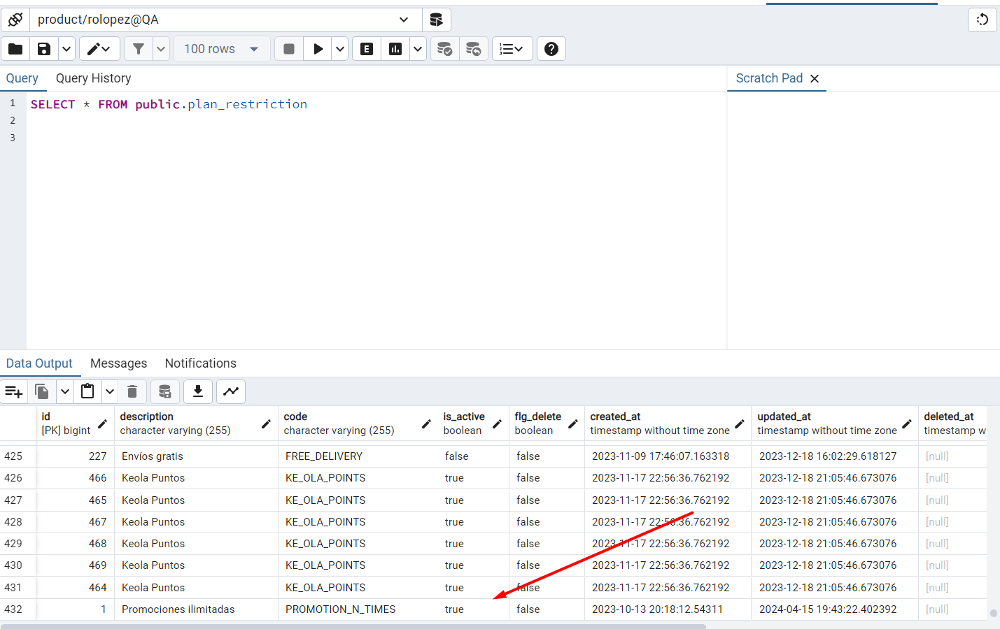 product/rolopez@QA
100 rows
E
Query Query History Scratch Pad
1 SELECT * FROM public.plan_restriction
2
3
Data Output Messages Notifications
id description code is_active flg_delete created_at updated_at deleted_at
[PK] bigint character varying (255) character varying (255) boolean boolean timestamp without time zone timestamp without time zone timestamp w
425 227 Envíos gratis FREE_DELIVERY false false 2023-11-09 17:46:07.163318 2023-12-18 16:02:29.618127 [null]
426 466 Keola Puntos KE_OLA_POINTS true false 2023-11-17 22:56:36.762192 2023-12-18 21:05:46.673076 [null]
427 465 Keola Puntos KE_OLA_POINTS true false 2023-11-17 22:56:36.762192 2023-12-18 21:05:46.673076 [null]
428 467 Keola Puntos KE_OLA_POINTS true false 2023-11-17 22:56:36.762192 2023-12-18 21:05:46.673076 [null]
429 468 Keola Puntos KE_OLA_POINTS true false 2023-11-17 22:56:36.762192 2023-12-18 21:05:46.673076 [null]
430 469 Keola Puntos KE_OLA_POINTS true false 2023-11-17 22:56:36.762192 2023-12-18 21:05:46.673076 [null]
431 464 Keola Puntos KE_OLA_POINTS true false 2023-11-17 22:56:36.762192 2023-12-18 21:05:46.673076 [null]
432 1 Promociones ilimitadas PROMOTION_N_TIMES true false 2023-10-13 20:18:12.54311 2024-04-15 19:43:22.402392 [null]